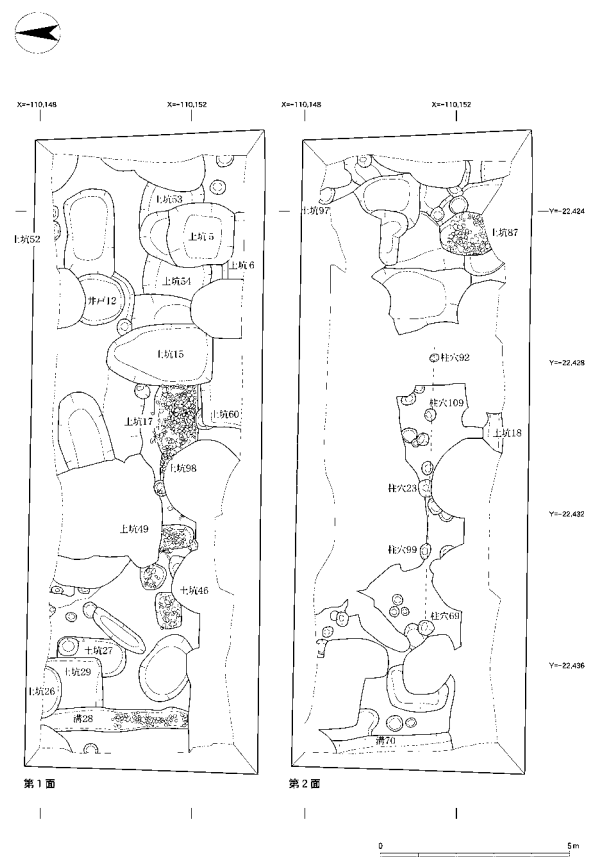 X=-110,148
X=-110,152
X=-110,148
X=-110,152
土坑53
土坑52
土坑5
土坑6
土坑54
井戸12
土坑15
土坑17
土坑60
土坑98
土坑49
土坑46
土坑27
土坑29
土坑26
溝28
第1面
土坑97
土坑87
柱穴92
柱穴109
土坑18
柱穴23
柱穴99
柱穴69
溝70
第2面
Y=-22,424
Y=-22,428
Y=-22,432
Y=-22,436
0
5m